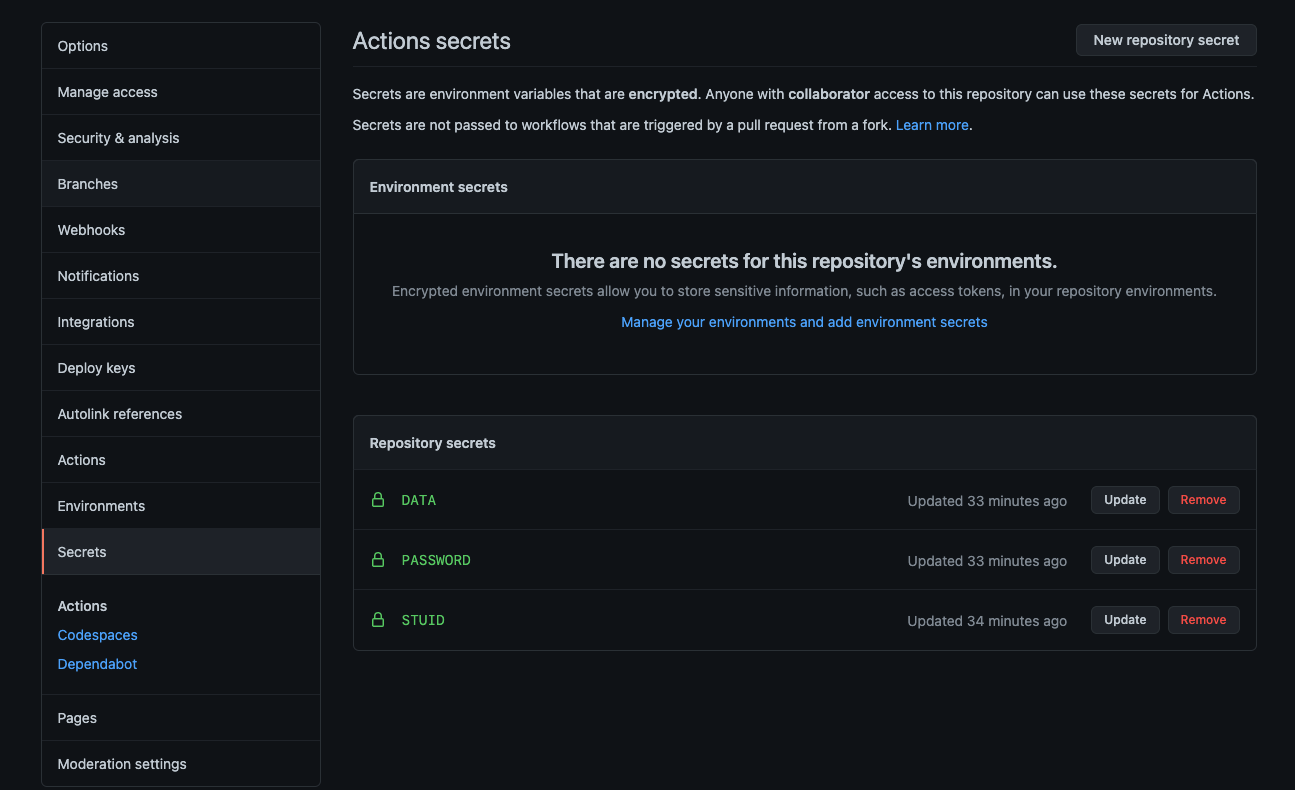 Options
Manage access
Security & analysis
Branches
Webhooks
Notifications
Integrations
Deploy keys
Autolink references
Actions
Environments
Secrets
Actions
Codespaces
Dependabot
Pages
Moderation settings
Actions secrets
New repository secret
Secrets are environment variables that are encrypted. Anyone with collaborator access to this repository can use these secrets for Actions.
Secrets are not passed to workflows that are triggered by a pull request from a fork. Learn more.
Environment secrets
There are no secrets for this repository's environments.
Encrypted environment secrets allow you to store sensitive information, such as access tokens, in your repository environments.
Manage your environments and add environment secrets
Repository secrets
DATA Updated 33 minutes ago Update Remove
PASSWORD Updated 33 minutes ago Update Remove
STUID Updated 34 minutes ago Update Remove